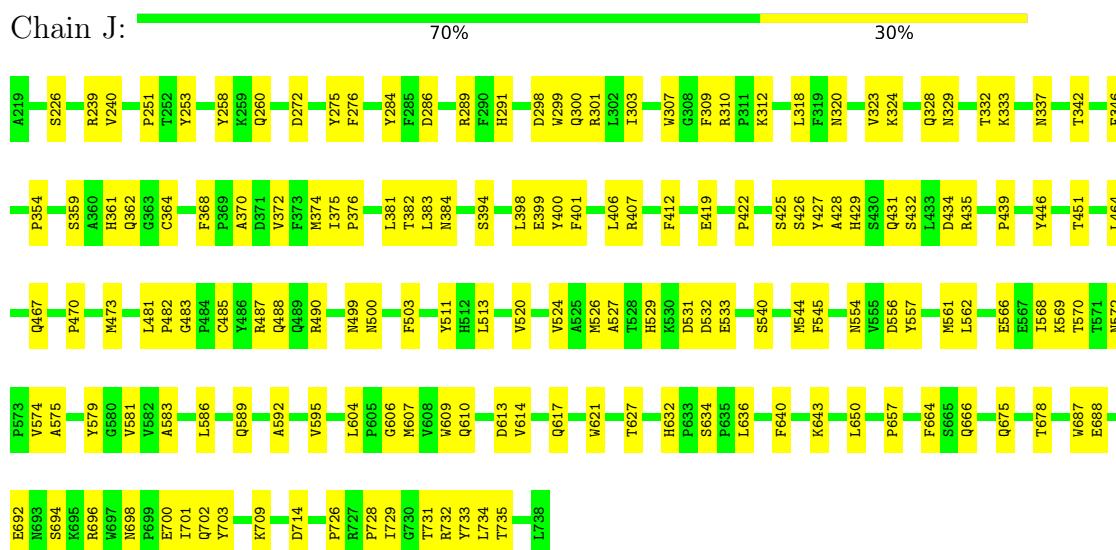 Chain J:
70% 30%
A219 S226 R239 V240 P251 T252 Y253 Y258 K259 Q260 D272 Y275 F276 Y284 F285 D286 R289 F290 H291 D298 W299 Q300 R301 L302 I303 W307 G308 F309 R310 P311 K312 L318 F319 N320 V323 K324 Q328 N329 T332 K333 N337 T342 E346
P354 S359 A360 H361 Q362 G363 C364 F368 P369 A370 D371 V372 F373 M374 I375 P376 L381 T382 L383 N384 S394 L398 E399 Y400 F401 L406 R407 F412 E419 P422 S425 S426 Y427 A428 H429 S430 Q431 S432 L433 D434 R435 P439 Y446 T451 L464
Q467 P470 M473 L481 P482 G483 P484 C485 Y486 R487 Q488 Q489 R490 N499 N500 F503 Y511 H512 L513 V520 V524 A525 M526 A527 T528 H529 K530 D531 D532 E533 S540 M544 F545 N554 V555 D556 Y557 M561 L562 E566 E567 I568 K569 T570 T571 N572
P573 V574 A575 Y579 G580 V581 V582 A583 L586 Q589 A592 V595 L604 P605 G606 M607 V608 W609 Q610 D613 V614 Q617 W621 T627 H632 P633 S634 P635 L636 F640 K643 L650 P657 F664 S665 Q666 Q675 T678 W687 E688
E692 N693 S694 K695 R696 W697 N698 P699 E700 I701 Q702 Y703 K709 D714 P726 R727 P728 I729 G730 T731 R732 Y733 L734 T735 L738